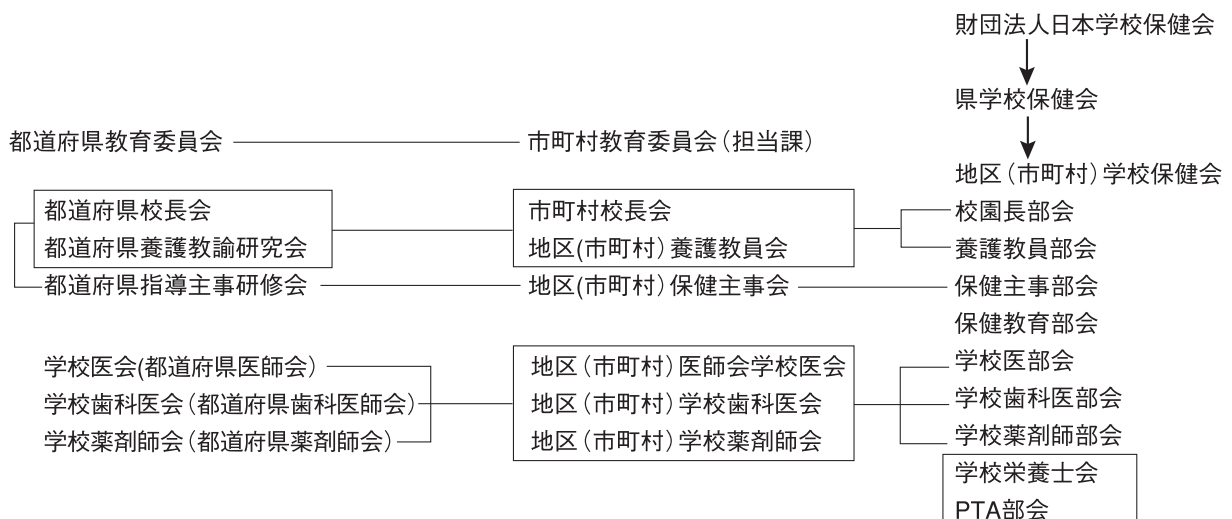 財団法人日本学校保健会
県学校保健会
都道府県教育委員会
市町村教育委員会(担当課)
地区(市町村)学校保健会
都道府県校長会
市町村校長会
校園長部会
都道府県養護教諭研究会
地区(市町村)養護教員会
養護教員部会
都道府県指導主事研修会
地区(市町村)保健主事会
保健主事部会
保健教育部会
学校医会(都道府県医師会)
地区(市町村)医師会学校医会
学校医部会
学校歯科医会(都道府県歯科医師会)
地区(市町村)学校歯科医会
学校歯科医部会
学校薬剤師会(都道府県薬剤師会)
地区(市町村)学校薬剤師会
学校薬剤師部会
学校栄養士会
PTA部会